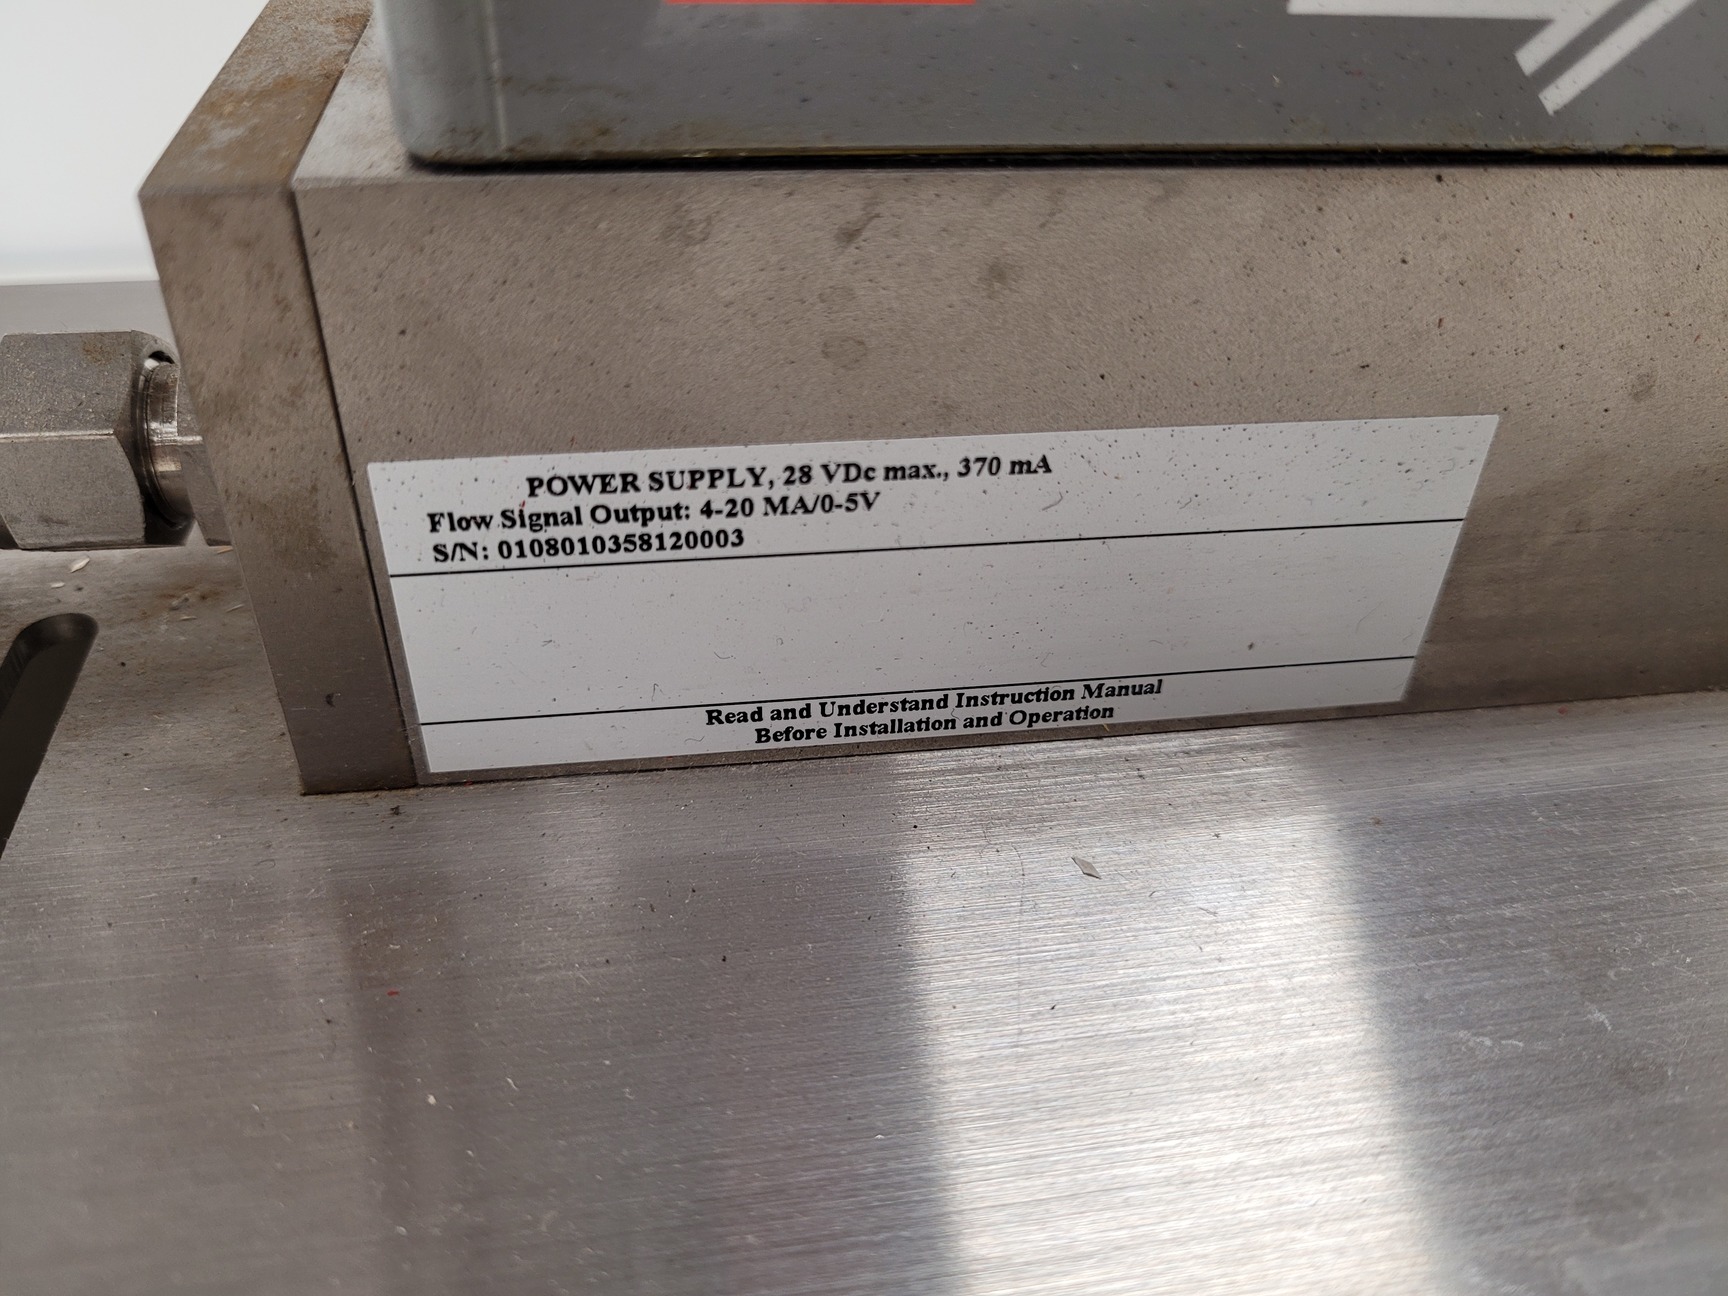 POWER SUPPLY, 28 VDc max., 370 mA
Flow Signal Output: 4-20 MA/0-5V
S/N: 0108010358120003
Read and Understand Instruction Manual
Before Installation and Operation